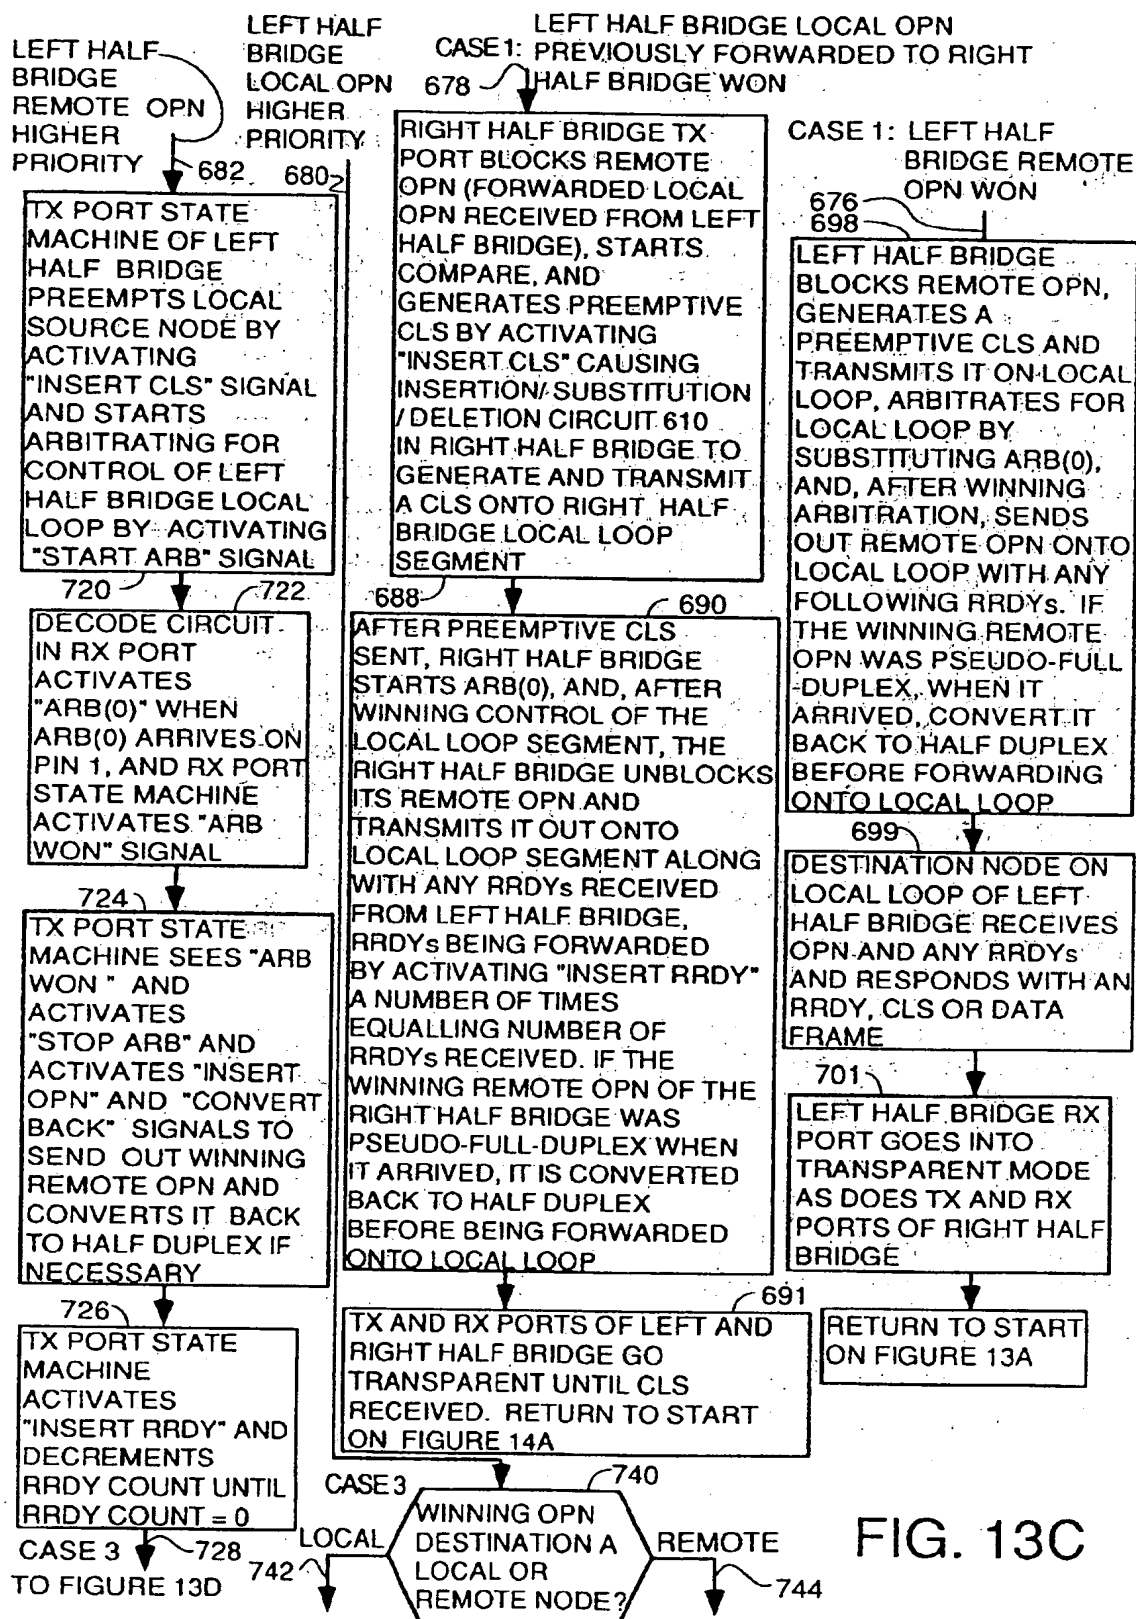 LEFT HALF
BRIDGE
REMOTE OPN
HIGHER
PRIORITY
682
LEFT HALF
BRIDGE
LOCAL OPN
HIGHER
PRIORITY
680
TX PORT STATE
MACHINE OF LEFT
HALF BRIDGE
PREEMPTS LOCAL
SOURCE NODE BY
ACTIVATING
"INSERT CLS" SIGNAL
AND STARTS
ARBITRATING FOR
CONTROL OF LEFT
HALF BRIDGE LOCAL
LOOP BY ACTIVATING
"START ARB" SIGNAL
720
722
DECODE CIRCUIT
IN RX PORT
ACTIVATES
"ARB(0)" WHEN
ARB(0) ARRIVES ON
PIN 1, AND RX PORT
STATE MACHINE
ACTIVATES "ARB
WON" SIGNAL
724
TX PORT STATE
MACHINE SEES "ARB
WON " AND
ACTIVATES
"STOP ARB" AND
ACTIVATES "INSERT
OPN" AND "CONVERT
BACK" SIGNALS TO
SEND OUT WINNING
REMOTE OPN AND
CONVERTS IT BACK
TO HALF DUPLEX IF
NECESSARY
726
TX PORT STATE
MACHINE
ACTIVATES
"INSERT RRDY" AND
DECREMENTS
RRDY COUNT UNTIL
RRDY COUNT = 0
CASE 3
728
TO FIGURE 13D
CASE 1:
LEFT HALF BRIDGE LOCAL OPN
PREVIOUSLY FORWARDED TO RIGHT
HALF BRIDGE WON
678
RIGHT HALF BRIDGE TX
PORT BLOCKS REMOTE
OPN (FORWARDED LOCAL
OPN RECEIVED FROM LEFT
HALF BRIDGE), STARTS
COMPARE, AND
GENERATES PREEMPTIVE
CLS BY ACTIVATING
"INSERT CLS" CAUSING
INSERTION/ SUBSTITUTION
/ DELETION CIRCUIT 610
IN RIGHT HALF BRIDGE TO
GENERATE AND TRANSMIT
A CLS ONTO RIGHT HALF
BRIDGE LOCAL LOOP
SEGMENT
688
690
AFTER PREEMPTIVE CLS
SENT, RIGHT HALF BRIDGE
STARTS ARB(0), AND, AFTER
WINNING CONTROL OF THE
LOCAL LOOP SEGMENT, THE
RIGHT HALF BRIDGE UNBLOCKS
ITS REMOTE OPN AND
TRANSMITS IT OUT ONTO
LOCAL LOOP SEGMENT ALONG
WITH ANY RRDYs RECEIVED
FROM LEFT HALF BRIDGE,
RRDYs BEING FORWARDED
BY ACTIVATING "INSERT RRDY"
A NUMBER OF TIMES
EQUALLING NUMBER OF
RRDYs RECEIVED. IF THE
WINNING REMOTE OPN OF THE
RIGHT HALF BRIDGE WAS
PSEUDO-FULL-DUPLEX WHEN
IT ARRIVED, IT IS CONVERTED
BACK TO HALF DUPLEX
BEFORE BEING FORWARDED
ONTO LOCAL LOOP
691
TX AND RX PORTS OF LEFT AND
RIGHT HALF BRIDGE GO
TRANSPARENT UNTIL CLS
RECEIVED. RETURN TO START
ON FIGURE 14A
CASE 3
740
WINNING OPN
DESTINATION A
LOCAL OR
REMOTE NODE?
LOCAL
742
REMOTE
744
CASE 1: LEFT HALF
BRIDGE REMOTE
OPN WON
676
698
LEFT HALF BRIDGE
BLOCKS REMOTE OPN,
GENERATES A
PREEMPTIVE CLS AND
TRANSMITS IT ON LOCAL
LOOP, ARBITRATES FOR
LOCAL LOOP BY
SUBSTITUTING ARB(0),
AND, AFTER WINNING
ARBITRATION, SENDS
OUT REMOTE OPN ONTO
LOCAL LOOP WITH ANY
FOLLOWING RRDYs. IF
THE WINNING REMOTE
OPN WAS PSEUDO-FULL
-DUPLEX, WHEN IT
ARRIVED, CONVERT IT
BACK TO HALF DUPLEX
BEFORE FORWARDING
ONTO LOCAL LOOP
699
DESTINATION NODE ON
LOCAL LOOP OF LEFT
HALF BRIDGE RECEIVES
OPN AND ANY RRDYs
AND RESPONDS WITH AN
RRDY, CLS OR DATA
FRAME
701
LEFT HALF BRIDGE RX
PORT GOES INTO
TRANSPARENT MODE
AS DOES TX AND RX
PORTS OF RIGHT HALF
BRIDGE
RETURN TO START
ON FIGURE 13A
FIG. 13C